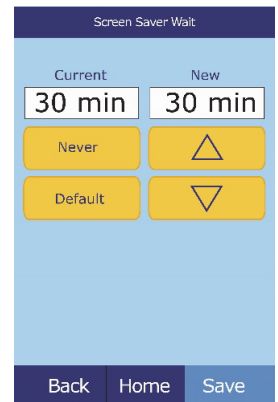 Screen Saver Wait
Current New
30 min 30 min
Never
Default
Back Home Save